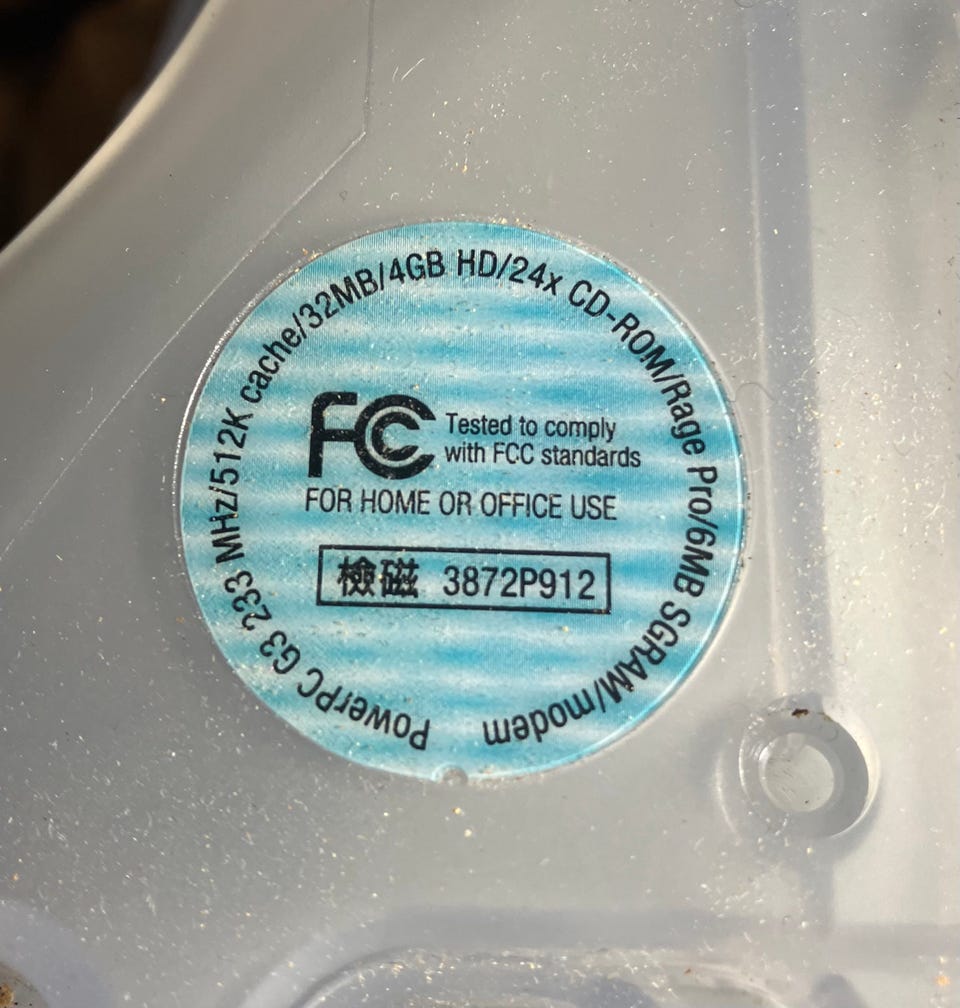 PowerPC G3 233 MHz/512K cache/32MB/4GB HD/24x CD-ROM/Rage Pro/6MB SGRAM/modem
FC Tested to comply
with FCC standards
FOR HOME OR OFFICE USE
檢磁 3872P912